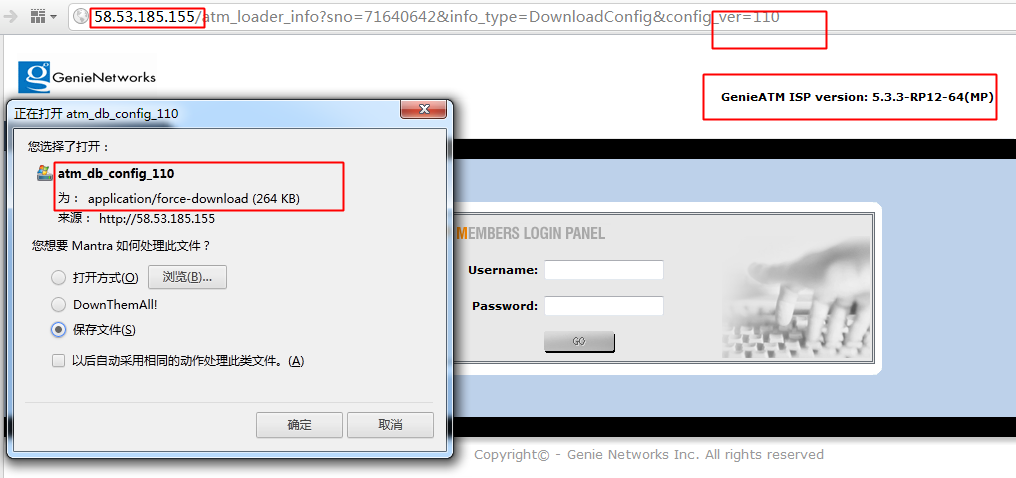 58.53.185.155/atm_loader_info?sno=71640642&info_type=DownloadConfig&config_ver=110
GenieNetworks
GenieATM ISP version: 5.3.3-RP12-64(MP)
正在打开 atm_db_config_110
您选择了打开：
atm_db_config_110
为： application/force-download (264 KB)
来源： http://58.53.185.155
您想要 Mantra 如何处理此文件？
打开方式(O) 浏览(B)...
DownThemAll!
保存文件(S)
以后自动采用相同的动作处理此类文件。(A)
确定 取消
MEMBERS LOGIN PANEL
Username:
Password:
GO
Copyright© - Genie Networks Inc. All rights reserved